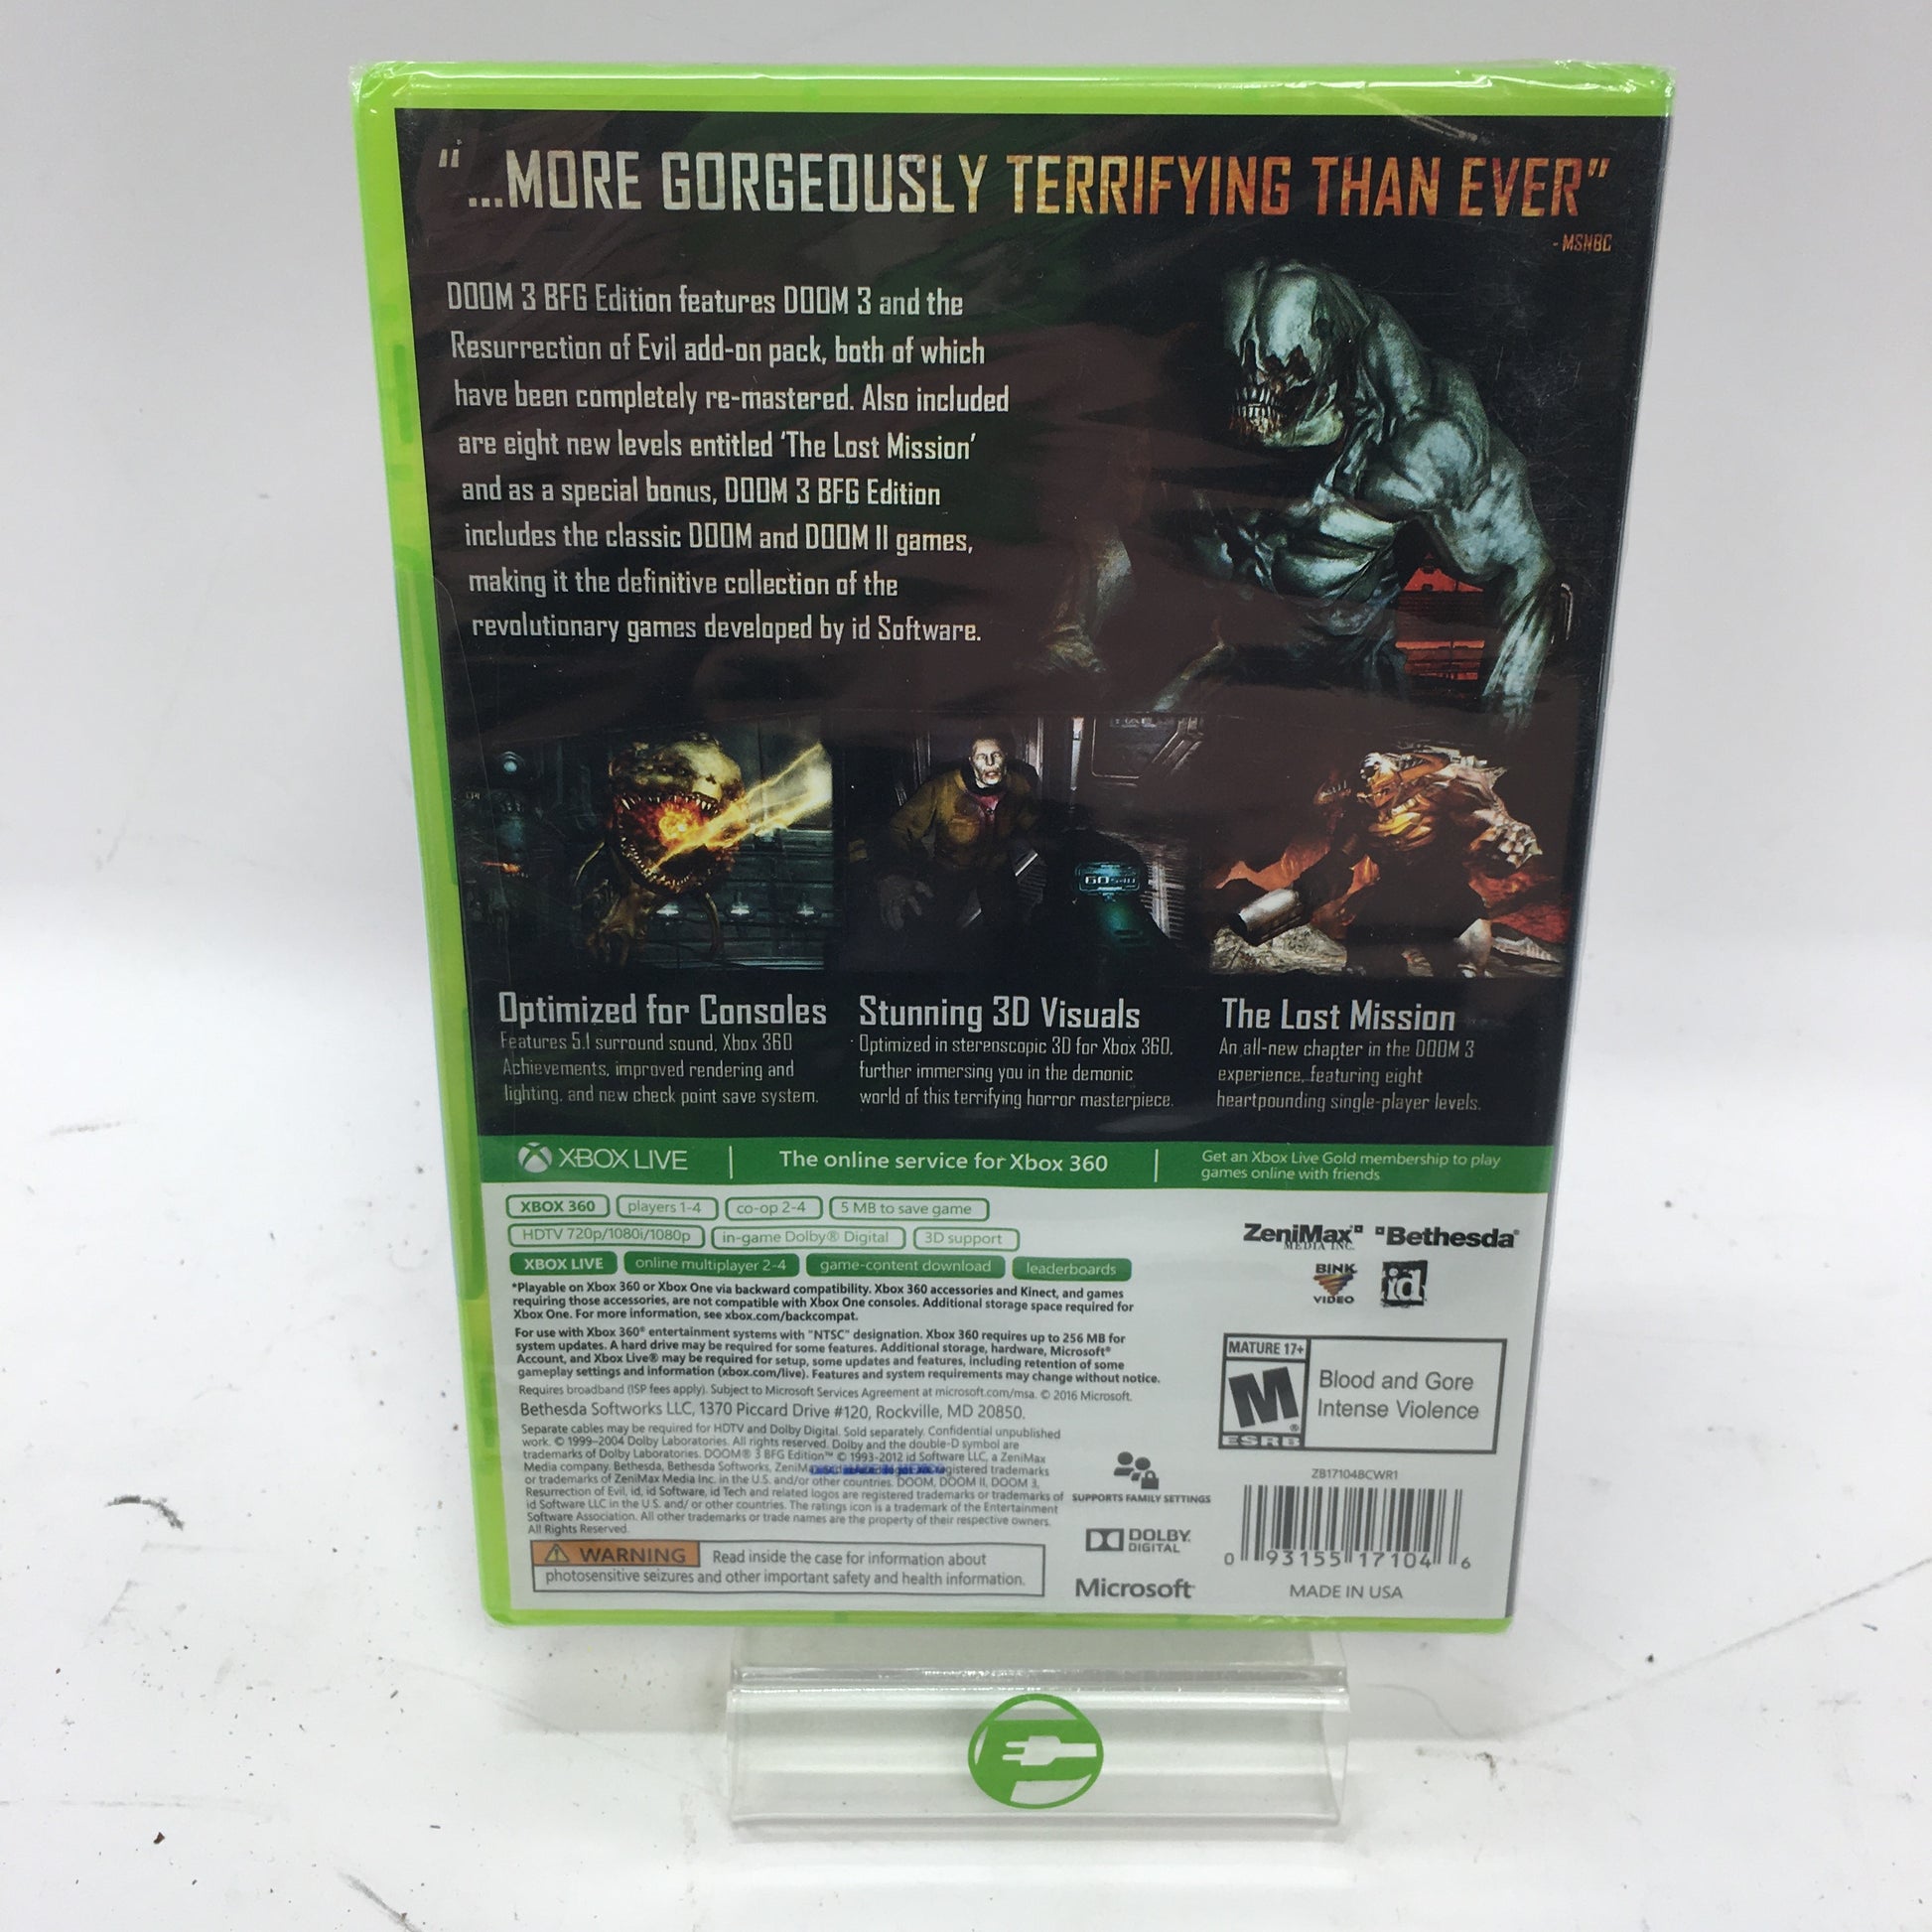 "...MORE GORGEOUSLY TERRIFYING THAN EVER"
- MSNBC
DOOM 3 BFG Edition features DOOM 3 and the
Resurrection of Evil add-on pack, both of which
have been completely re-mastered. Also included
are eight new levels entitled 'The Lost Mission'
and as a special bonus, DOOM 3 BFG Edition
includes the classic DOOM and DOOM II games,
making it the definitive collection of the
revolutionary games developed by id Software.
Optimized for Consoles
Features 5.1 surround sound, Xbox 360
Achievements, improved rendering and
lighting, and new check point save system.
Stunning 3D Visuals
Optimized in stereoscopic 3D for Xbox 360,
further immersing you in the demonic
world of this terrifying horror masterpiece.
The Lost Mission
An all-new chapter in the DOOM 3
experience, featuring eight
heartpounding single-player levels.
XBOX LIVE
The online service for Xbox 360
Get an Xbox Live Gold membership to play
games online with friends
XBOX 360 players 1-4 co-op 2-4 5 MB to save game
HDTV 720p/1080i/1080p in-game Dolby® Digital 3D support
XBOX LIVE online multiplayer 2-4 game-content download leaderboards
*Playable on Xbox 360 or Xbox One via backward compatibility. Xbox 360 accessories and Kinect, and games
requiring those accessories, are not compatible with Xbox One consoles. Additional storage space required for
Xbox One. For more information, see xbox.com/backcompat.
For use with Xbox 360® entertainment systems with "NTSC" designation. Xbox 360 requires up to 256 MB for
system updates. A hard drive may be required for some features. Additional storage, hardware, Microsoft®
Account, and Xbox Live® may be required for setup, some updates and features, including retention of some
gameplay settings and information (xbox.com/live). Features and system requirements may change without notice.
Requires broadband (ISP fees apply). Subject to Microsoft Services Agreement at microsoft.com/msa. © 2016 Microsoft.
Bethesda Softworks LLC, 1370 Piccard Drive #120, Rockville, MD 20850.
Separate cables may be required for HDTV and Dolby Digital. Sold separately. Confidential unpublished
work. © 1999-2004 Dolby Laboratories. All rights reserved. Dolby and the double-D symbol are
trademarks of Dolby Laboratories. DOOM® 3 BFG Edition™ © 1993-2012 id Software LLC, a ZeniMax
Media company. Bethesda, Bethesda Softworks, registered trademarks
or trademarks of ZeniMax Media Inc. in the U.S. and/or other countries. DOOM, DOOM II, DOOM 3,
Resurrection of Evil, id, id Software, id Tech and related logos are registered trademarks or trademarks of
id Software LLC in the U.S. and/ or other countries. The ratings icon is a trademark of the Entertainment
Software Association. All other trademarks or trade names are the property of their respective owners.
All Rights Reserved.
WARNING Read inside the case for information about
photosensitive seizures and other important safety and health information.
ZeniMax
MEDIA INC.
Bethesda®
BINK
VIDEO
id
MATURE 17+
M
®
ESRB
Blood and Gore
Intense Violence
SUPPORTS FAMILY SETTINGS
DOLBY
DIGITAL
Microsoft
ZB17104BCWR1
0 93155 17104 6
MADE IN USA